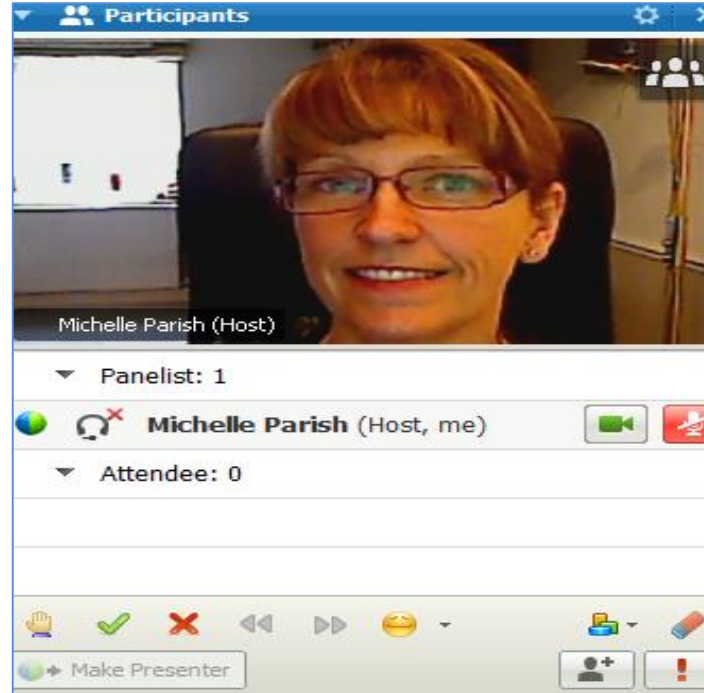 Participants
Michelle Parish (Host)
Panelist: 1
Michelle Parish (Host, me)
Attendee: 0
Make Presenter